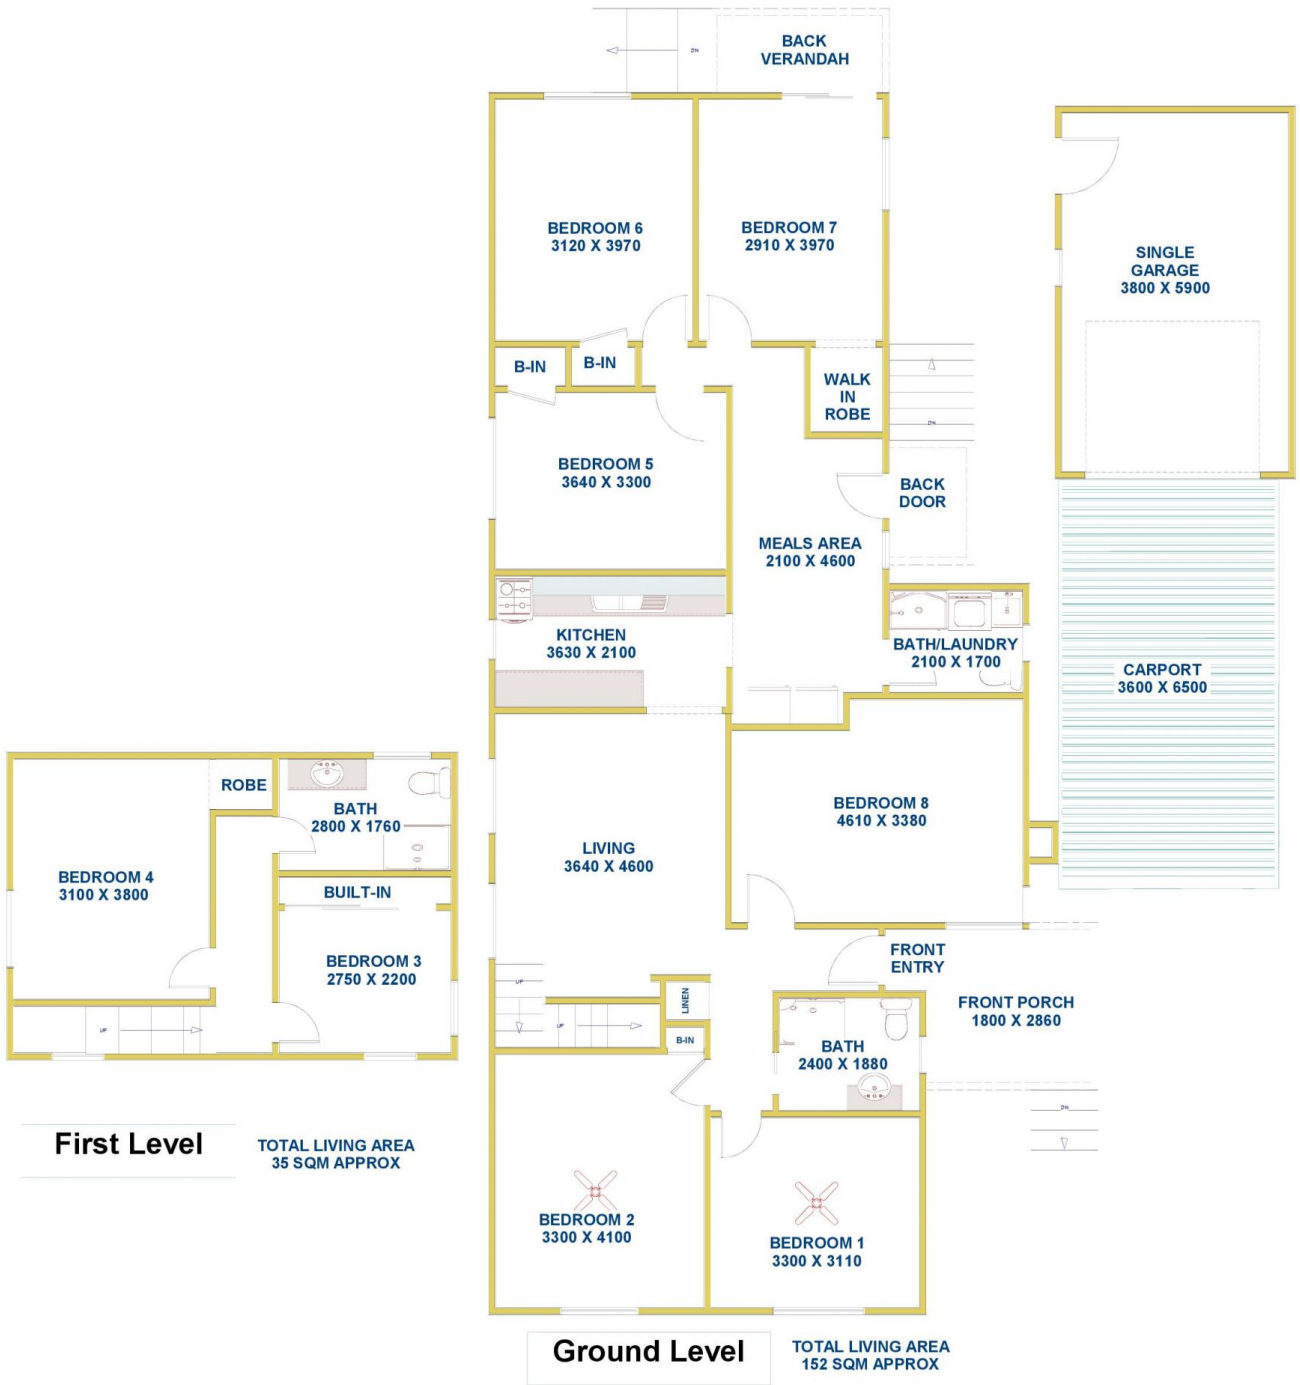 DN
BACK
VERANDAH
BEDROOM 6
3120 X 3970
BEDROOM 7
2910 X 3970
SINGLE
GARAGE
3800 X 5900
B-IN
B-IN
WALK
IN
ROBE
DN
BEDROOM 5
3640 X 3300
BACK
DOOR
MEALS AREA
2100 X 4600
KITCHEN
3630 X 2100
BATH/LAUNDRY
2100 X 1700
CARPORT
3600 X 6500
ROBE
BATH
2800 X 1760
BEDROOM 8
4610 X 3380
LIVING
3640 X 4600
BEDROOM 4
3100 X 3800
BUILT-IN
BEDROOM 3
2750 X 2200
FRONT
ENTRY
UP
LINEN
FRONT PORCH
1800 X 2860
UP
UP
B-IN
BATH
2400 X 1880
DN
First Level
TOTAL LIVING AREA
35 SQM APPROX
BEDROOM 2
3300 X 4100
BEDROOM 1
3300 X 3110
Ground Level
TOTAL LIVING AREA
152 SQM APPROX